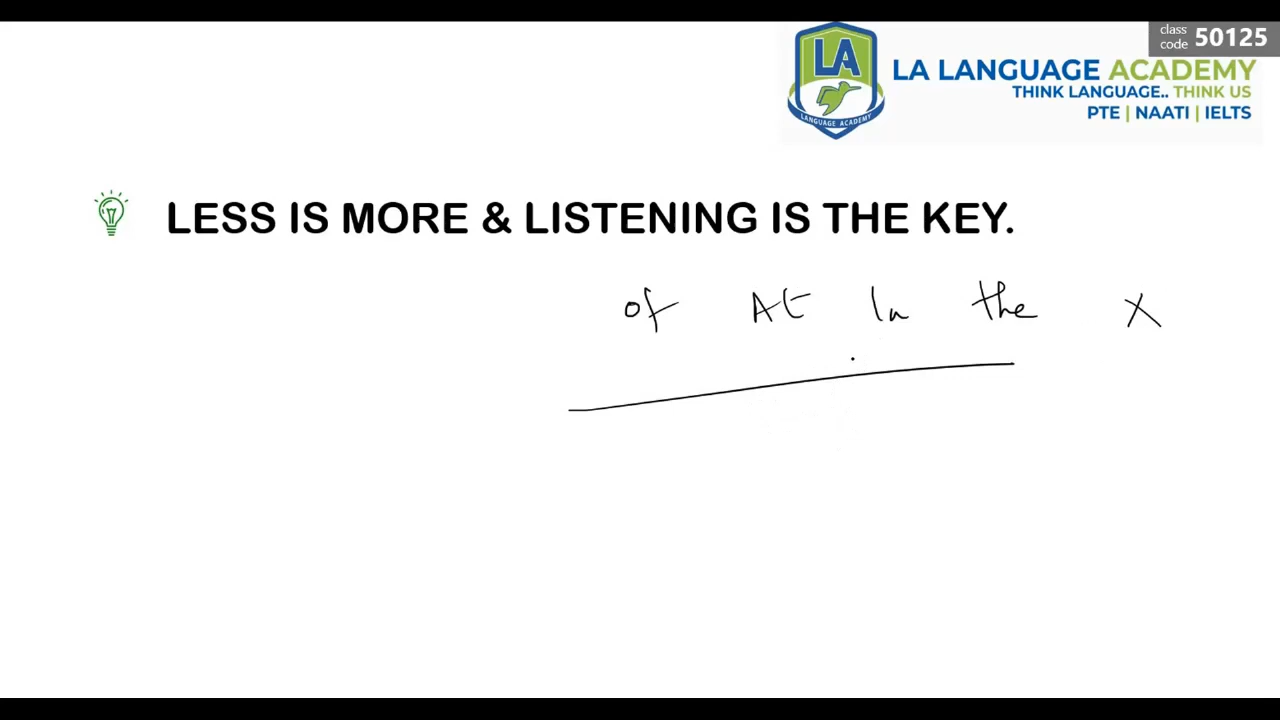 class
code 50125
LA
LANGUAGE ACADEMY
LA LANGUAGE ACADEMY
THINK LANGUAGE.. THINK US
PTE | NAATI | IELTS
LESS IS MORE & LISTENING IS THE KEY.
of At In the X